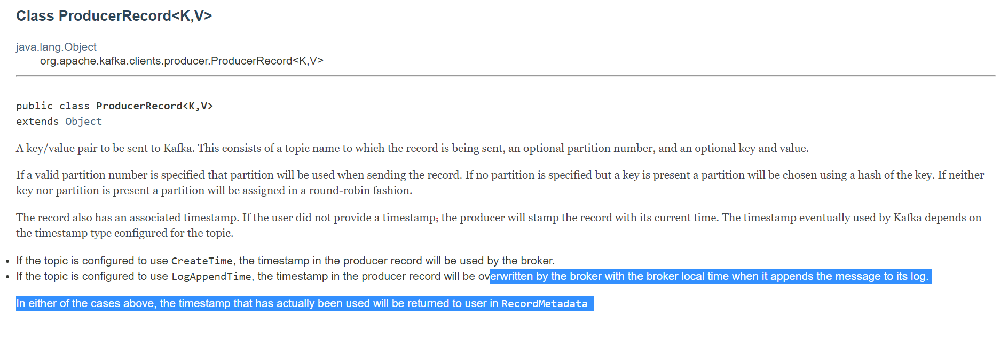 Class ProducerRecord<K,V>
java.lang.Object
org.apache.kafka.clients.producer.ProducerRecord<K,V>
public class ProducerRecord<K,V>
extends Object
A key/value pair to be sent to Kafka. This consists of a topic name to which the record is being sent, an optional partition number, and an optional key and value.
If a valid partition number is specified that partition will be used when sending the record. If no partition is specified but a key is present a partition will be chosen using a hash of the key. If neither
key nor partition is present a partition will be assigned in a round-robin fashion.
The record also has an associated timestamp. If the user did not provide a timestamp; the producer will stamp the record with its current time. The timestamp eventually used by Kafka depends on
the timestamp type configured for the topic.
• If the topic is configured to use CreateTime, the timestamp in the producer record will be used by the broker.
• If the topic is configured to use LogAppendTime, the timestamp in the producer record will be overwritten by the broker with the broker local time when it appends the message to its log.
In either of the cases above, the timestamp that has actually been used will be returned to user in RecordMetadata